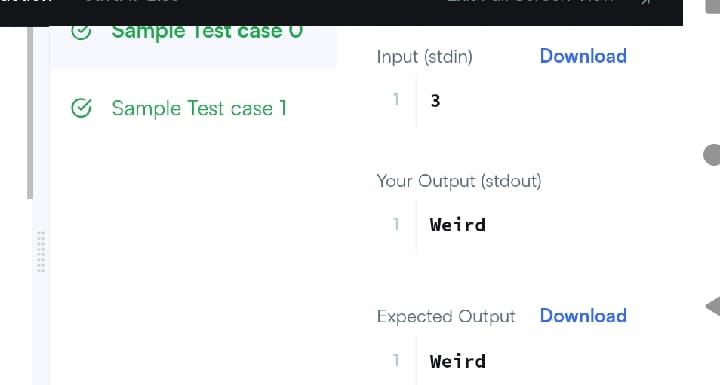 Sample Test case 0
Sample Test case 1
Input (stdin)
Download
1 3
Your Output (stdout)
1 Weird
Expected Output
Download
1 Weird